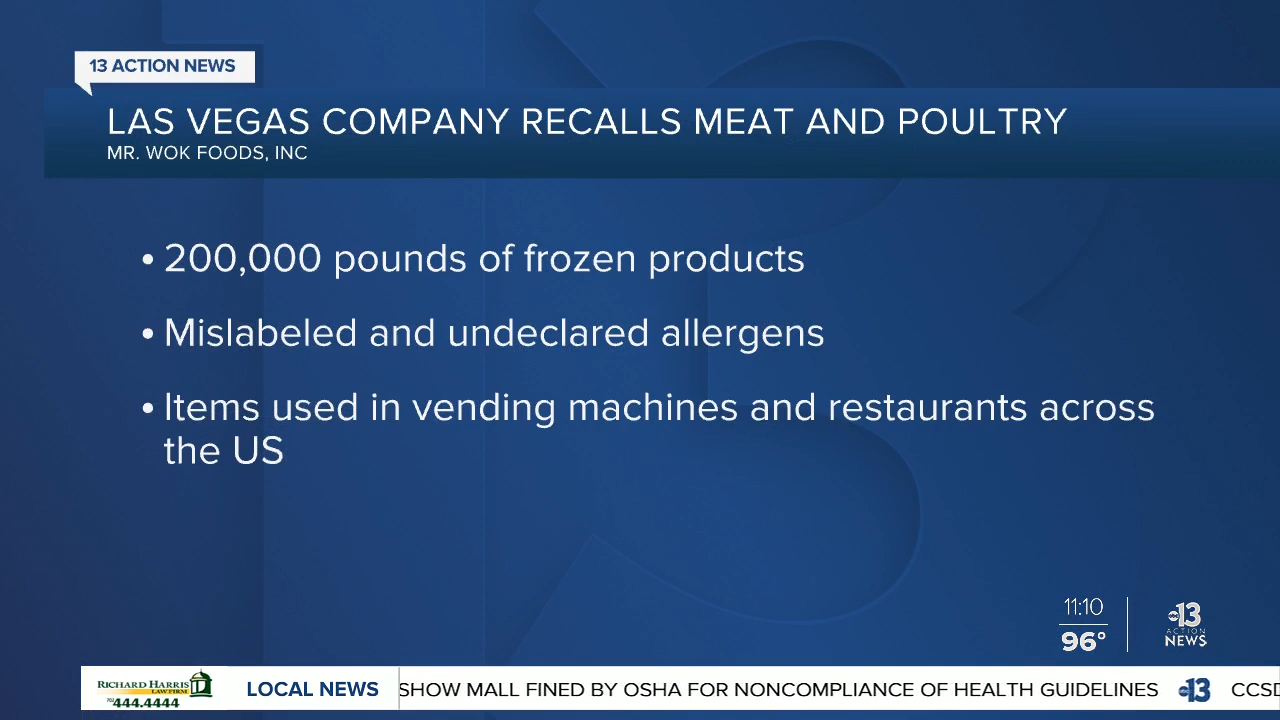 13 ACTION NEWS
LAS VEGAS COMPANY RECALLS MEAT AND POULTRY
MR. WOK FOODS, INC
• 200,000 pounds of frozen products
• Mislabeled and undeclared allergens
• Items used in vending machines and restaurants across
the US
11:10
96°
abc 13
ACTION
NEWS
RICHARD HARRIS
LAW FIRM
702 444.4444
LOCAL NEWS
SHOW MALL FINED BY OSHA FOR NONCOMPLIANCE OF HEALTH GUIDELINES abc 13 CCSD